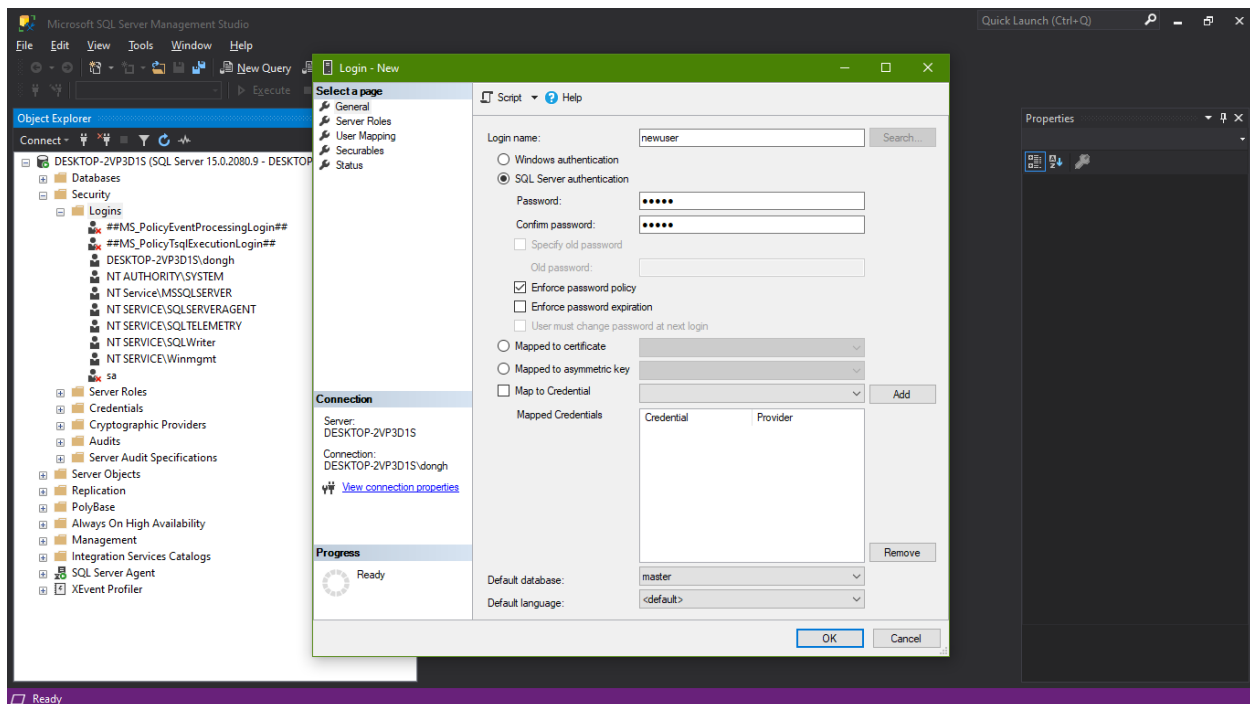 Microsoft SQL Server Management Studio
Quick Launch (Ctrl+Q)
File Edit View Tools Window Help
New Query
Execute
Object Explorer
Connect
DESKTOP-2VP3D1S (SQL Server 15.0.2080.9 - DESKTOP
Databases
Security
Logins
##MS_PolicyEventProcessingLogin##
##MS_PolicyTsqlExecutionLogin##
DESKTOP-2VP3D1S\dongh
NT AUTHORITY\SYSTEM
NT Service\MSSQLSERVER
NT SERVICE\SQLSERVERAGENT
NT SERVICE\SQLTELEMETRY
NT SERVICE\SQLWriter
NT SERVICE\Winmgmt
sa
Server Roles
Credentials
Cryptographic Providers
Audits
Server Audit Specifications
Server Objects
Replication
PolyBase
Always On High Availability
Management
Integration Services Catalogs
SQL Server Agent
XEvent Profiler
Login - New
Select a page
General
Server Roles
User Mapping
Securables
Status
Connection
Server:
DESKTOP-2VP3D1S
Connection:
DESKTOP-2VP3D1S\dongh
View connection properties
Progress
Ready
Script Help
Login name: newuser Search...
Windows authentication
SQL Server authentication
Password: •••••
Confirm password: •••••
Specify old password
Old password:
Enforce password policy
Enforce password expiration
User must change password at next login
Mapped to certificate
Mapped to asymmetric key
Map to Credential Add
Mapped Credentials Credential Provider
Remove
Default database: master
Default language: <default>
OK Cancel
Properties
Ready